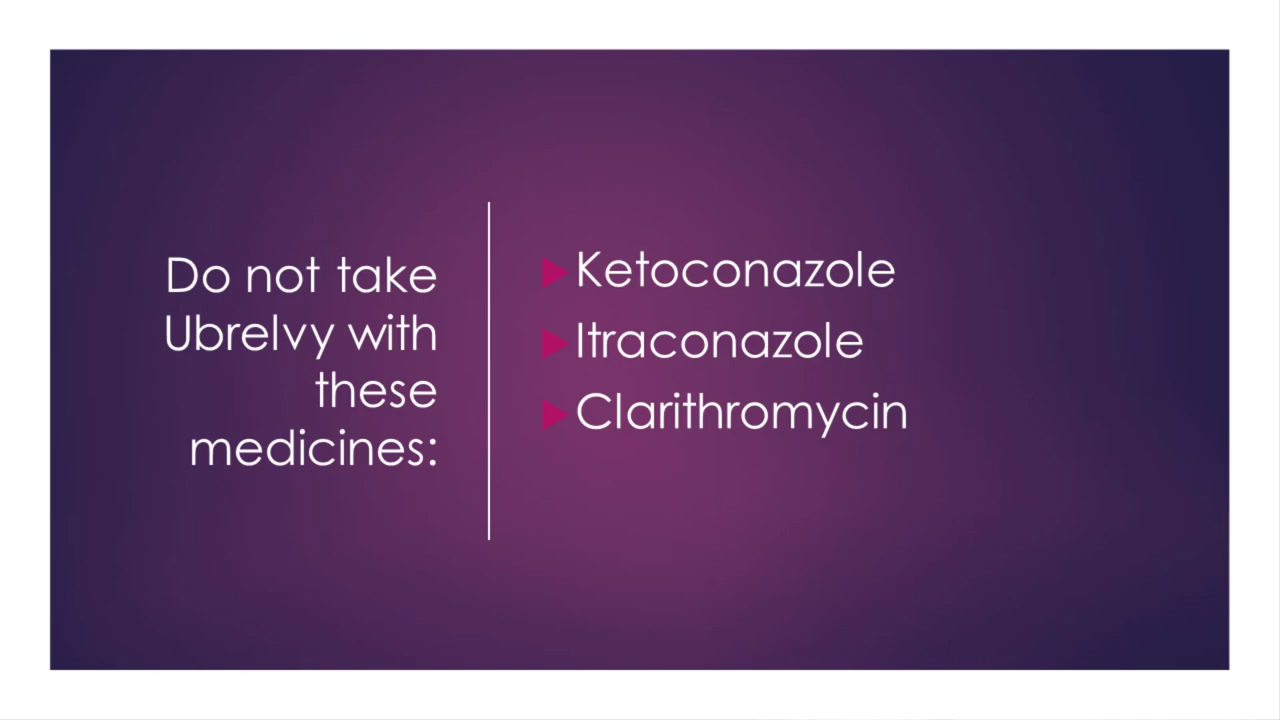 Do not take
Ubrelvy with
these
medicines:
Ketoconazole
Itraconazole
Clarithromycin